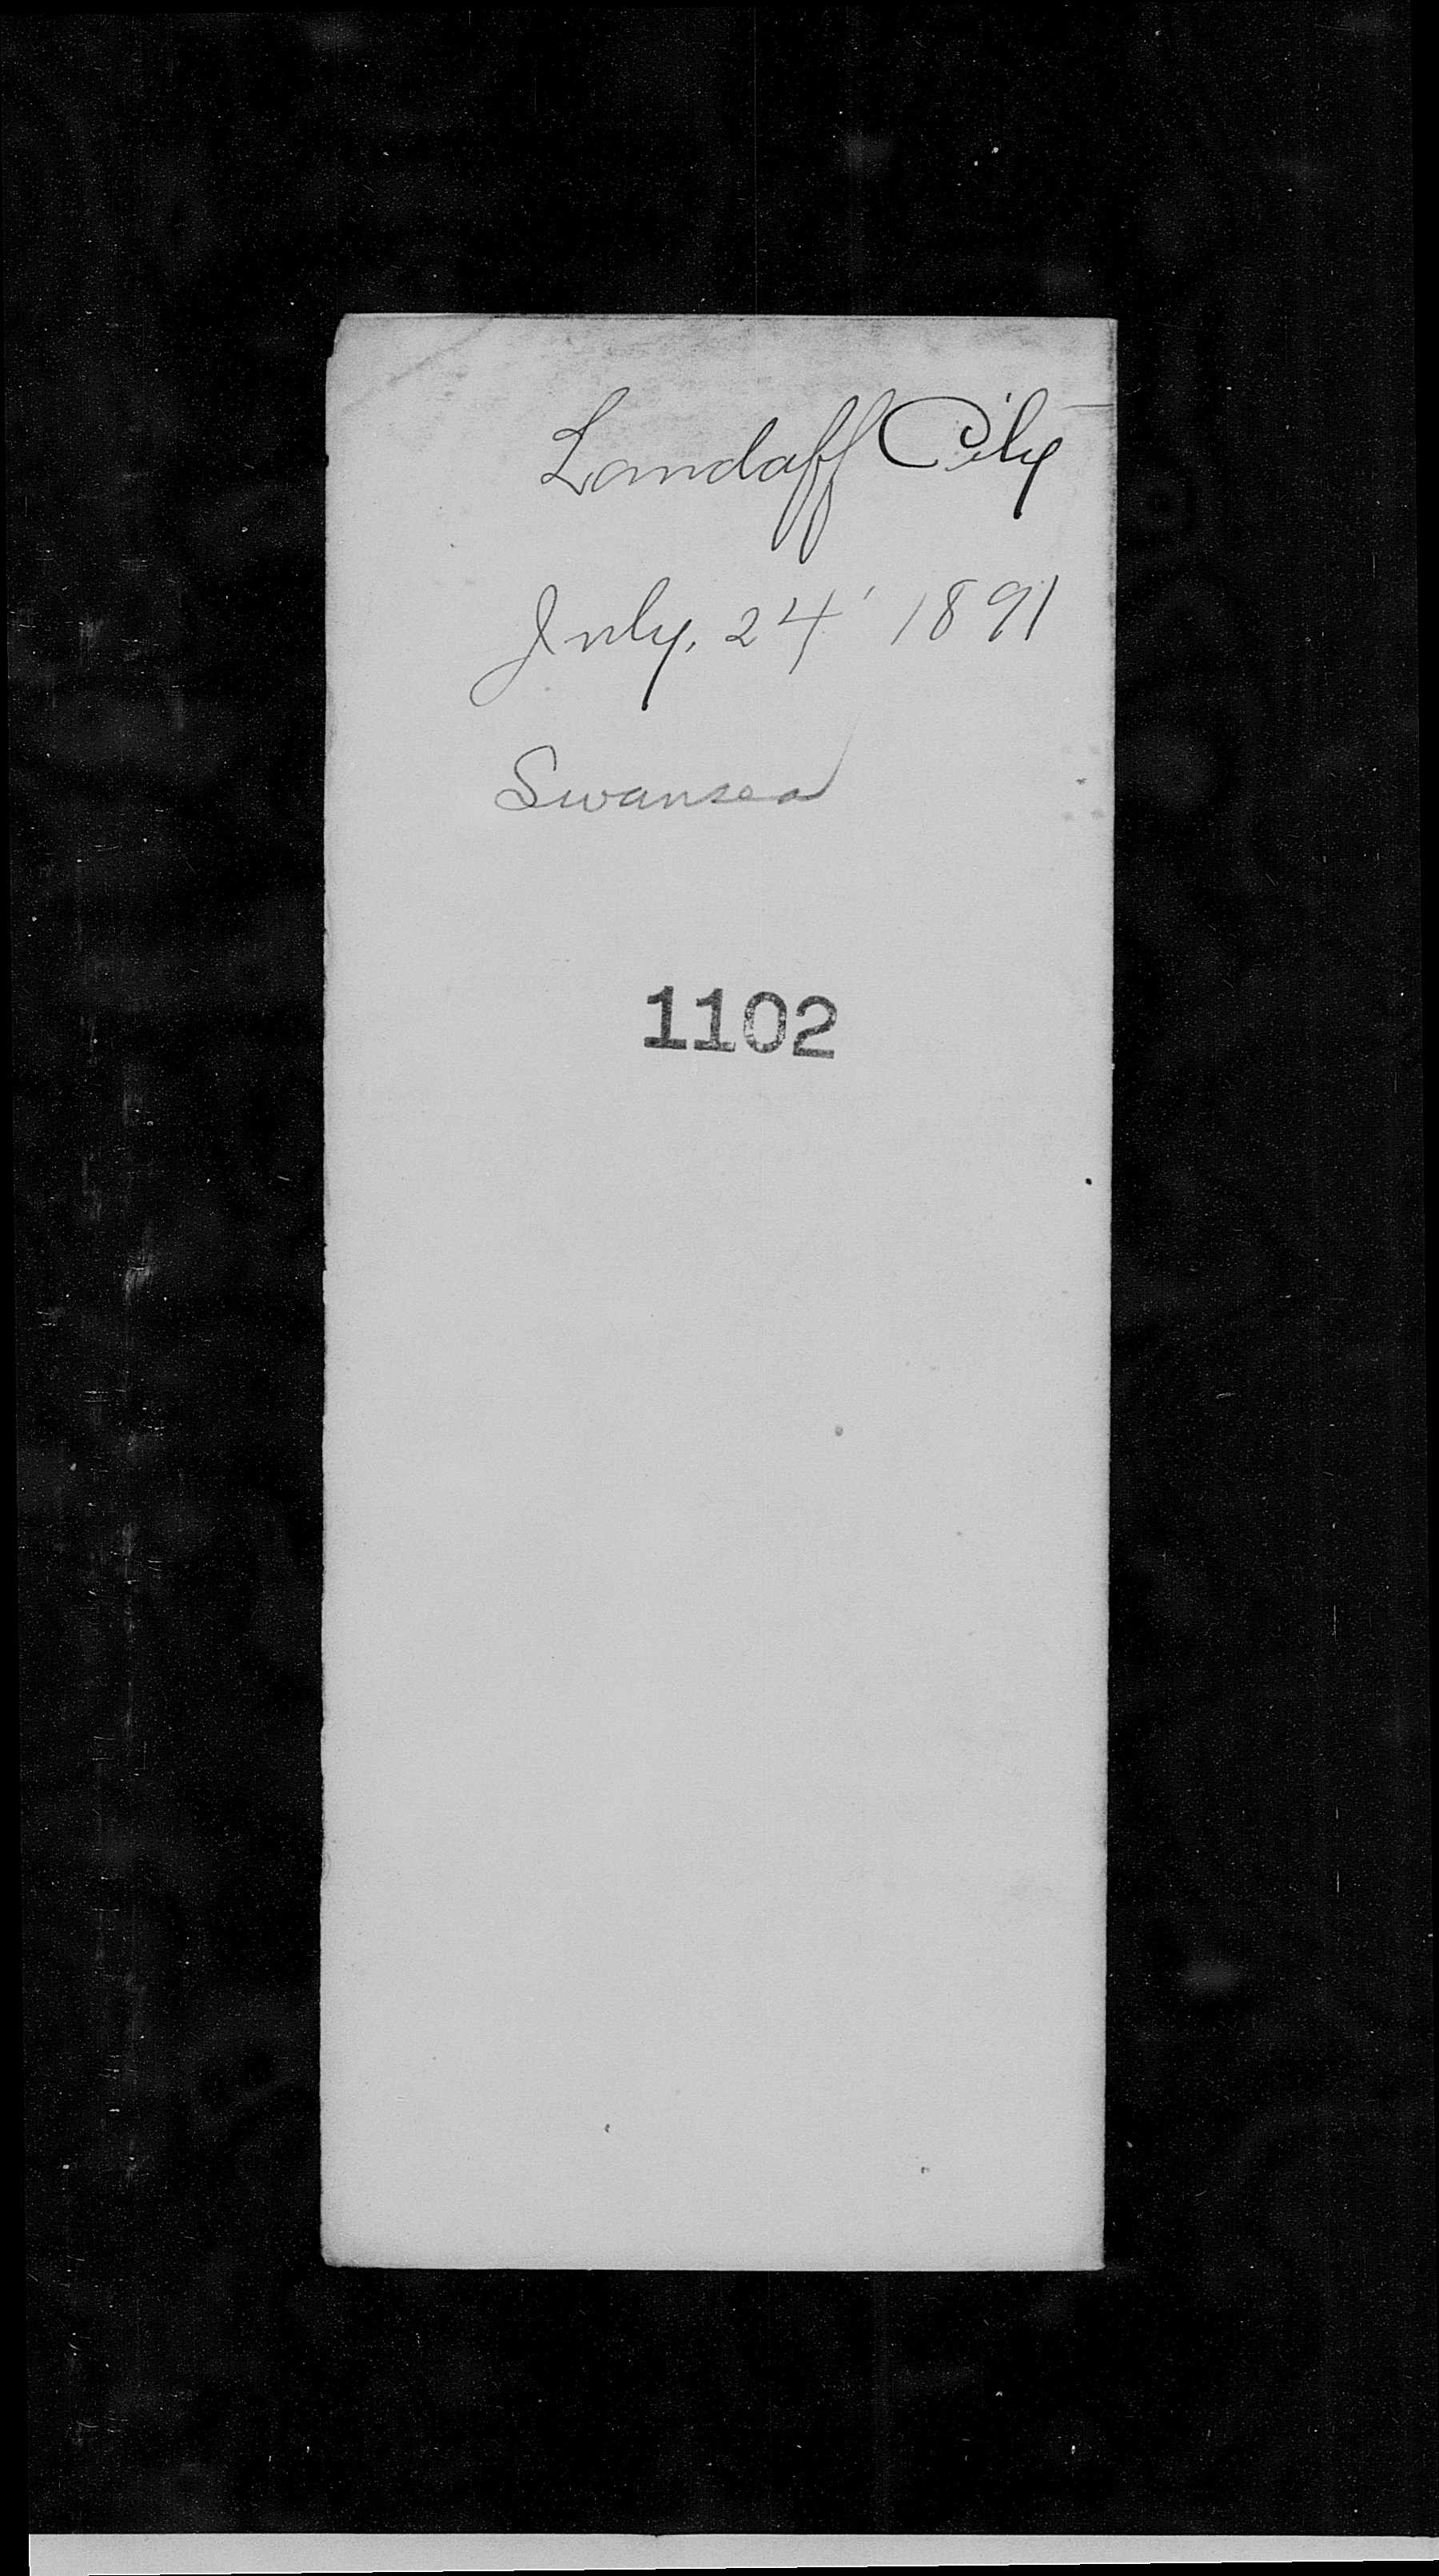 Landaff City
July, 24' 1891
Swansea
1102